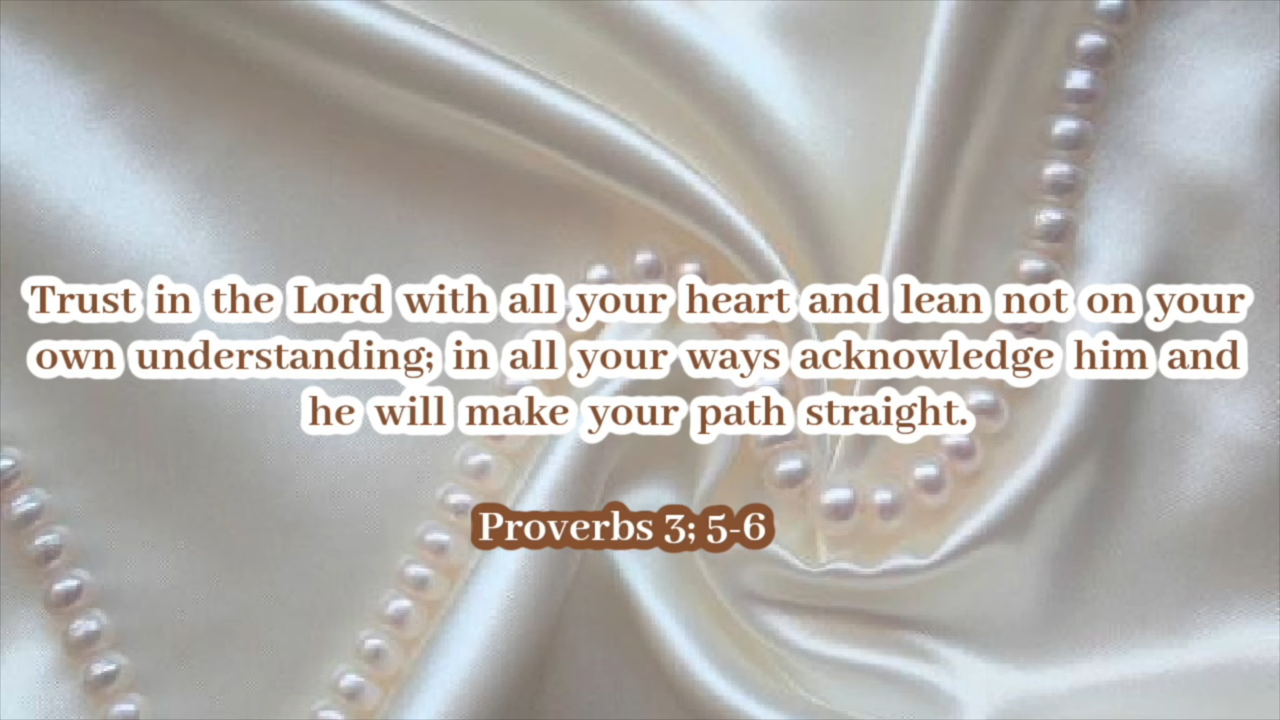 Trust in the Lord with all your heart and lean not on your
own understanding; in all your ways acknowledge him and
he will make your path straight.
Proverbs 3; 5-6